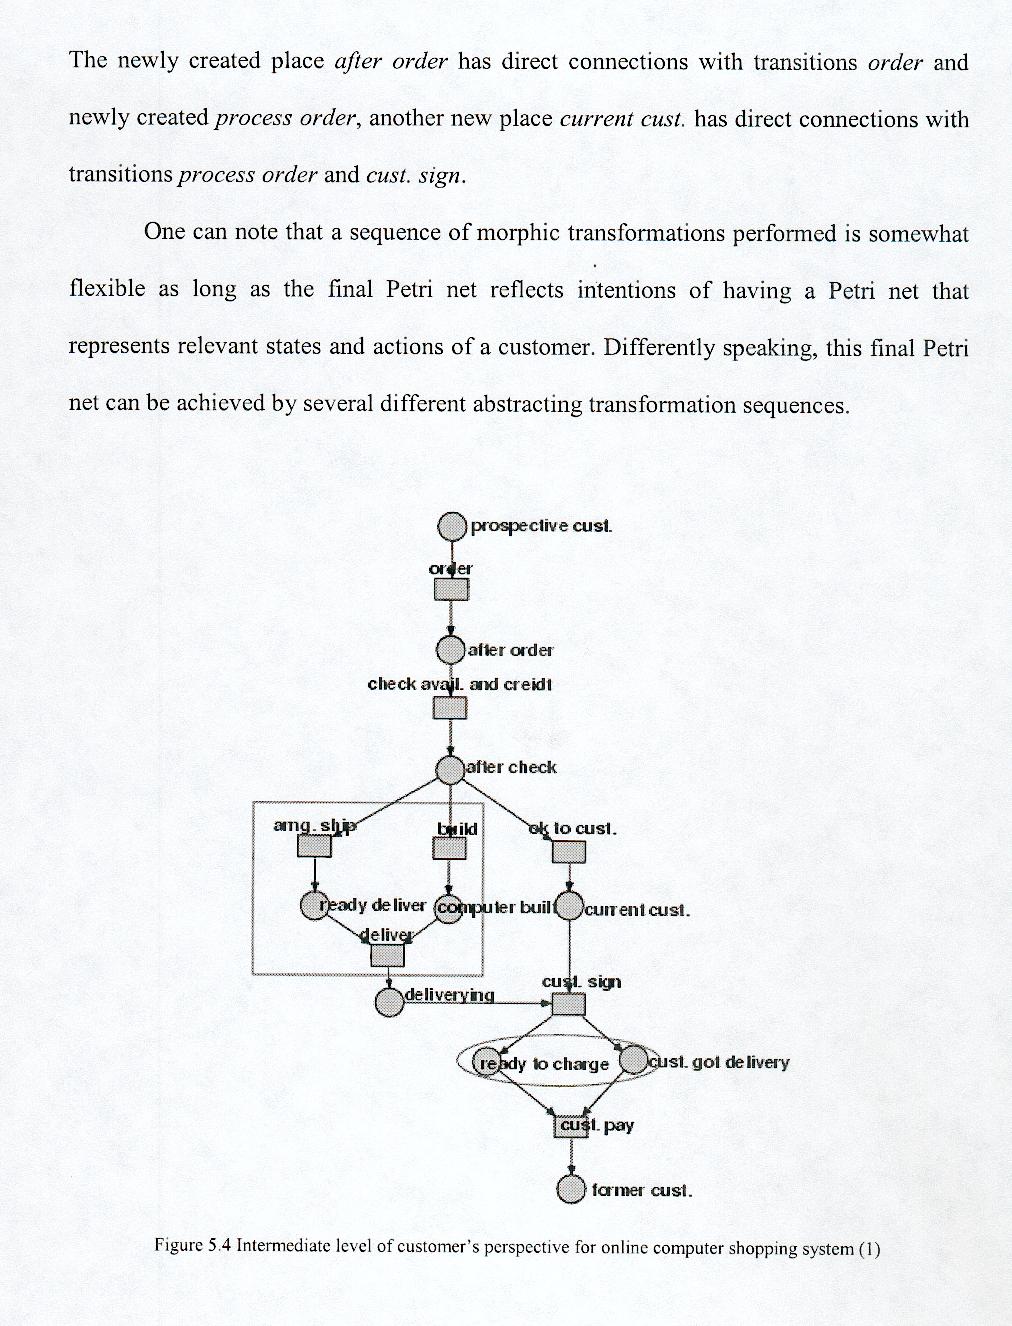 The newly created place after order has direct connections with transitions order and
newly created process order, another new place current cust. has direct connections with
transitions process order and cust. sign.
One can note that a sequence of morphic transformations performed is somewhat
flexible as long as the final Petri net reflects intentions of having a Petri net that
represents relevant states and actions of a customer. Differently speaking, this final Petri
net can be achieved by several different abstracting transformation sequences.
prospective cust.
order
after order
check avail. and creidt
after check
arng. ship
build
ok to cust.
ready deliver
computer built
current cust.
deliver
cust. sign
deliverying
ready to charge
cust. got delivery
cust. pay
former cust.
Figure 5.4 Intermediate level of customer's perspective for online computer shopping system (1)